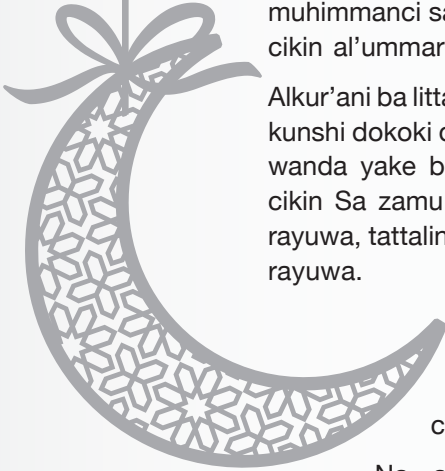 muhimmanci sa
cikin al'ummar
Alkur'ani ba litta
kunshi dokoki d
wanda yake b
cikin Sa zamu
rayuwa, tattalin
rayuwa.
c